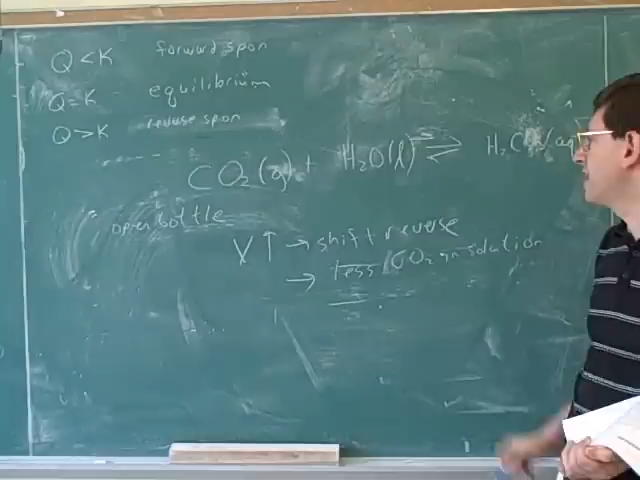 Q < K forward spon
Q = K equilibrium
Q > K reverse spon
CO₂(g) + H₂O(l) ⇌ H₂CO₃(aq)
open bottle
V↑ → shift reverse
→ less CO₂ in solution